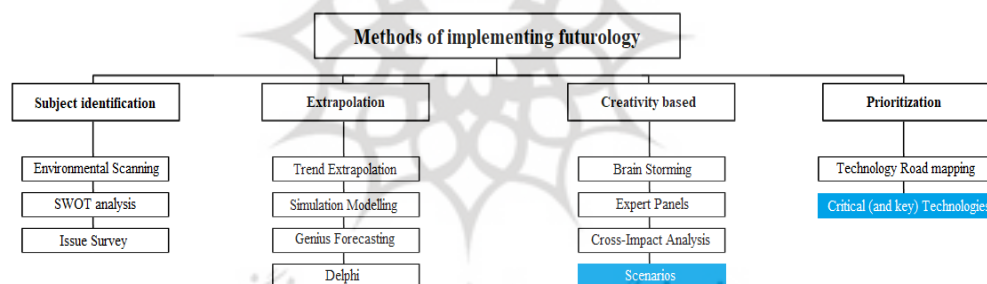 Methods of implementing futurology
Subject identification
Extrapolation
Creativity based
Prioritization
Environmental Scanning
SWOT analysis
Issue Survey
Trend Extrapolation
Simulation Modelling
Genius Forecasting
Delphi
Brain Storming
Expert Panels
Cross-Impact Analysis
Scenarios
Technology Road mapping
Critical (and key) Technologies